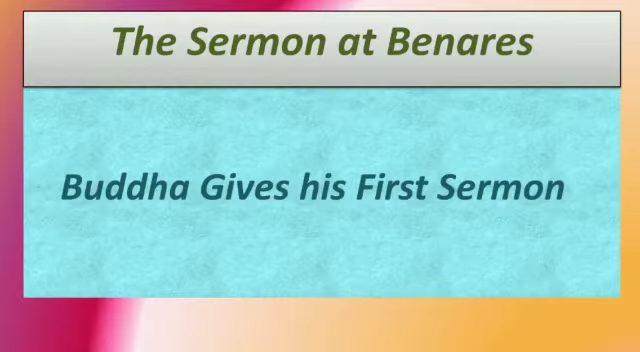 The Sermon at Benares
Buddha Gives his First Sermon